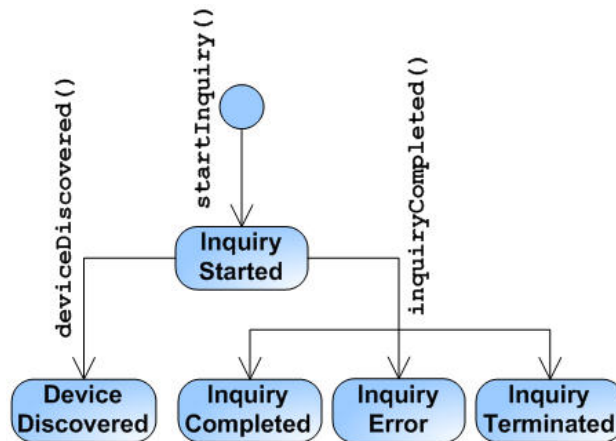 deviceDiscovered()
startInquiry()
inquiryCompleted()
Inquiry
Started
Device
Discovered
Inquiry
Completed
Inquiry
Error
Inquiry
Terminated